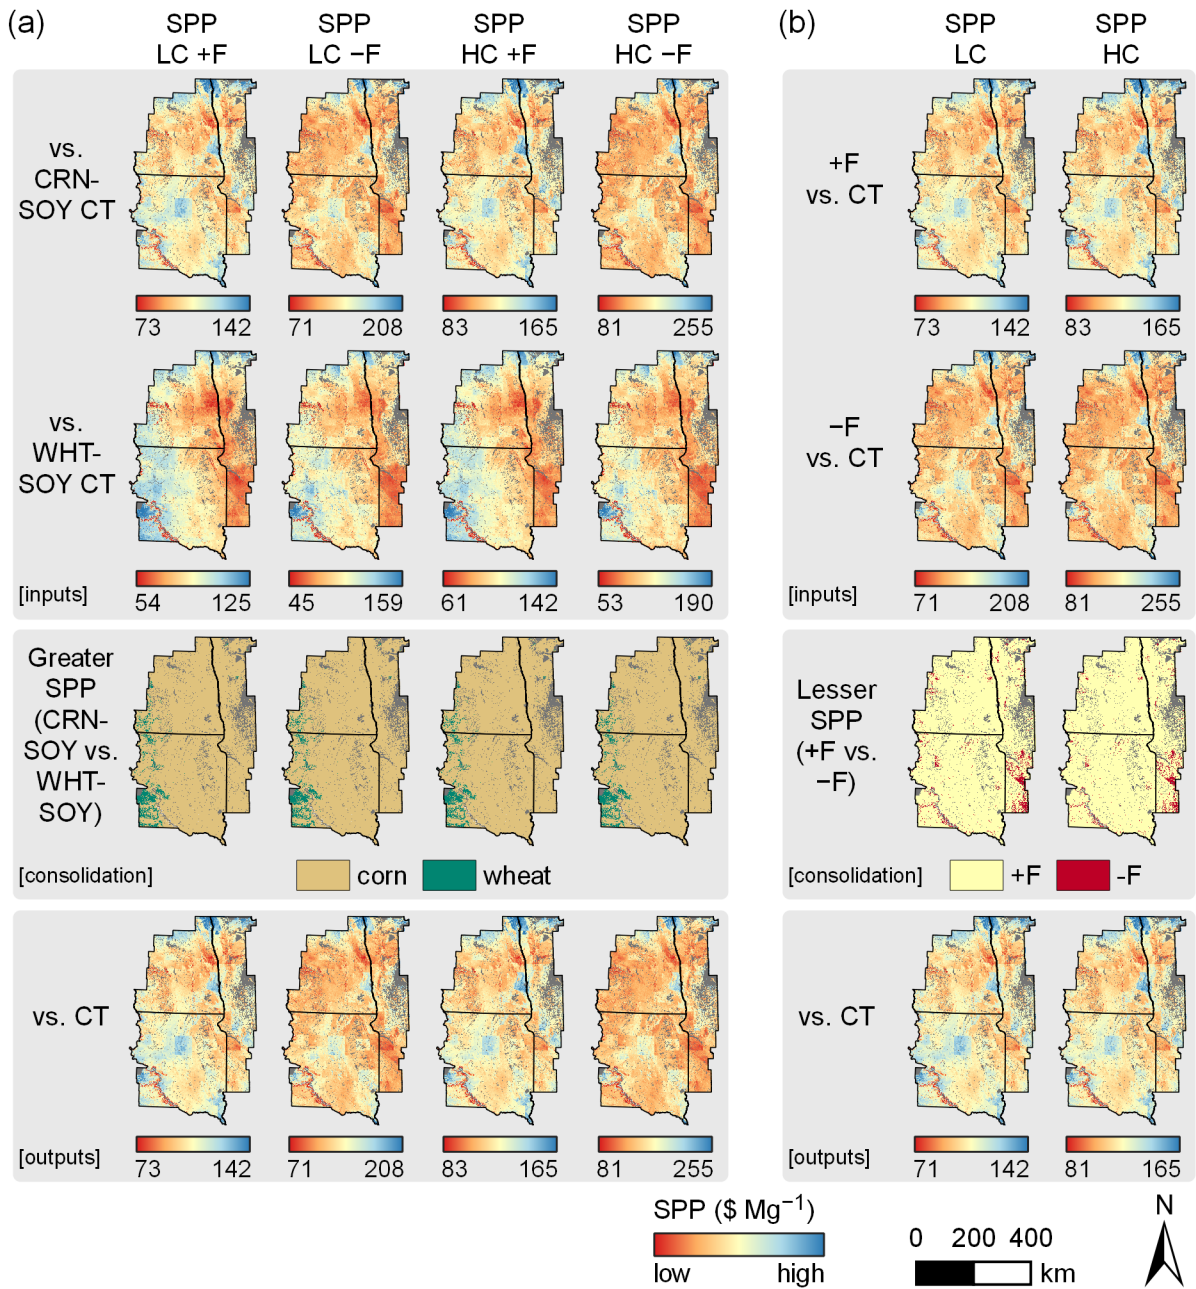 (a)
SPP LC +F
SPP LC −F
SPP HC +F
SPP HC −F
vs.
CRN-
SOY CT
73 142
71 208
83 165
81 255
vs.
WHT-
SOY CT
[inputs]
54 125
45 159
61 142
53 190
Greater
SPP
(CRN-
SOY vs.
WHT-
SOY)
[consolidation]
corn
wheat
vs. CT
[outputs]
73 142
71 208
83 165
81 255
(b)
SPP LC
SPP HC
+F
vs. CT
73 142
83 165
−F
vs. CT
[inputs]
71 208
81 255
Lesser
SPP
(+F vs.
−F)
[consolidation]
+F
-F
vs. CT
[outputs]
71 142
81 165
SPP ($ Mg⁻¹)
low high
0 200 400
km
N